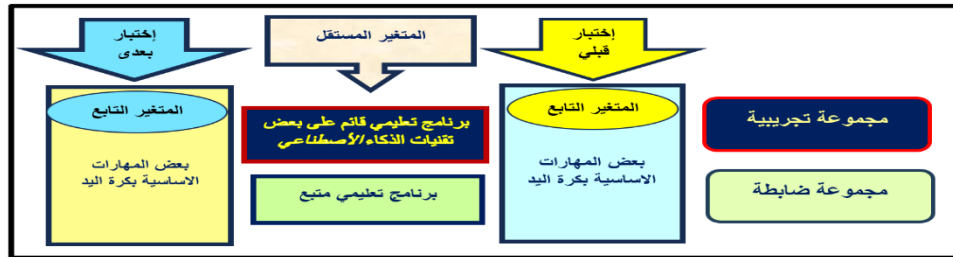 مجموعة تجريبية
مجموعة ضابطة
إختبار
قبلي
المتغير التابع
بعض المهارات
الاساسية بكرة اليد
المتغير المستقل
برنامج تعليمي قائم على بعض
تقنيات الذكاء الأصطناعي
برنامج تعليمي متبع
إختبار
بعدى
المتغير التابع
بعض المهارات
الاساسية بكرة اليد